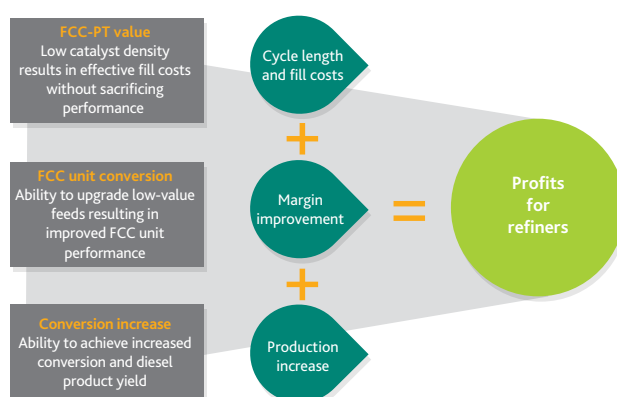 FCC-PT value
Low catalyst density
results in effective fill costs
without sacrificing
performance
Cycle length
and fill costs
+
FCC unit conversion
Ability to upgrade low-value
feeds resulting in
improved FCC unit
performance
Margin
improvement
=
Profits
for
refiners
+
Conversion increase
Ability to achieve increased
conversion and diesel
product yield
Production
increase